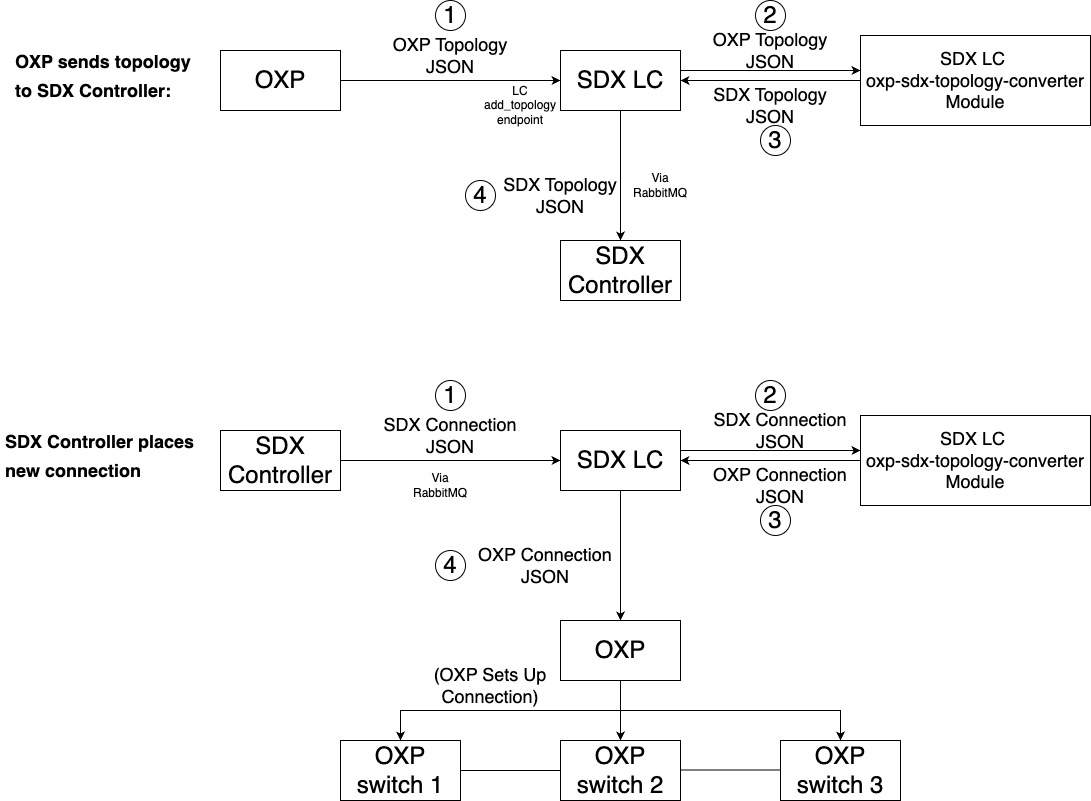 1
2
OXP sends topology
to SDX Controller:
OXP
OXP Topology
JSON
LC
add_topology
endpoint
SDX LC
OXP Topology
JSON
SDX Topology
JSON
3
SDX LC
oxp-sdx-topology-converter
Module
4
SDX Topology
JSON
Via
RabbitMQ
SDX
Controller
1
2
SDX Controller places
new connection
SDX
Controller
SDX Connection
JSON
Via
RabbitMQ
SDX LC
SDX Connection
JSON
OXP Connection
JSON
3
SDX LC
oxp-sdx-topology-converter
Module
4
OXP Connection
JSON
OXP
(OXP Sets Up
Connection)
OXP
switch 1
OXP
switch 2
OXP
switch 3